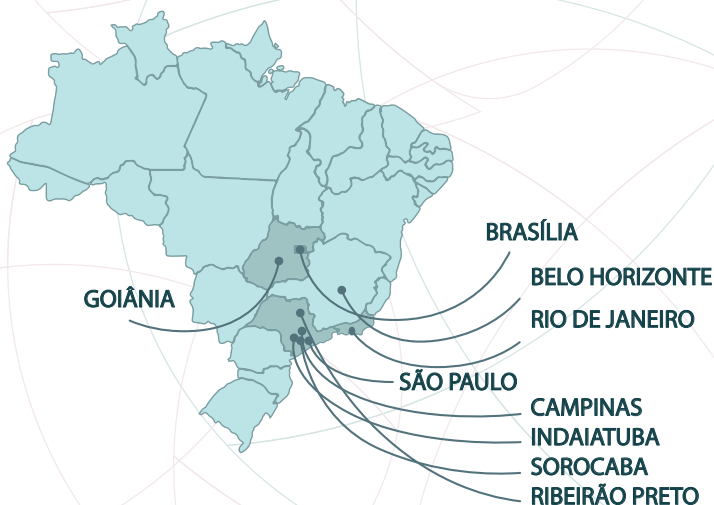 BRASÍLIA
BELO HORIZONTE
GOIÂNIA
RIO DE JANEIRO
SÃO PAULO
CAMPINAS
INDAIATUBA
SOROCABA
RIBEIRÃO PRETO